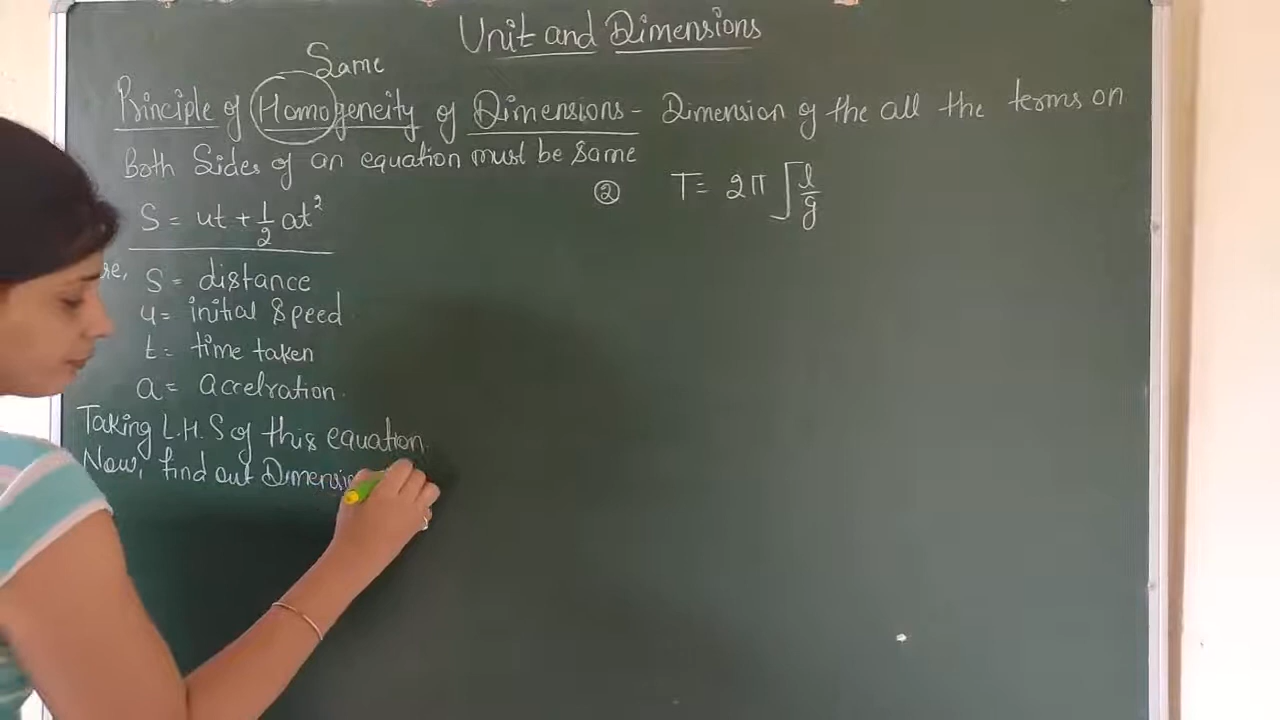 Unit and Dimensions
Same
Principle of Homogeneity of Dimensions - Dimension of the all the terms on
Both Sides of an equation must be same
S = ut + 1/2 at²
② T = 2π √l/g
re, S = distance
u = initial speed
t = time taken
a = accelration
Taking L.H.S of this equation.
Now, find out Dimensi